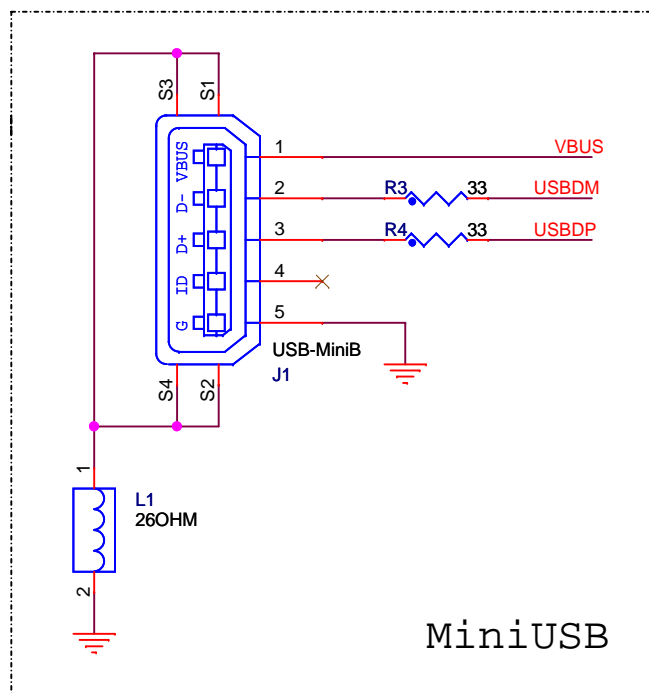 S3
S1
VBUS
1
VBUS
D-
2
R3
33
USBDM
D+
3
R4
33
USBDP
ID
4
G
5
USB-MiniB
J1
S4
S2
1
L1
26OHM
2
MiniUSB